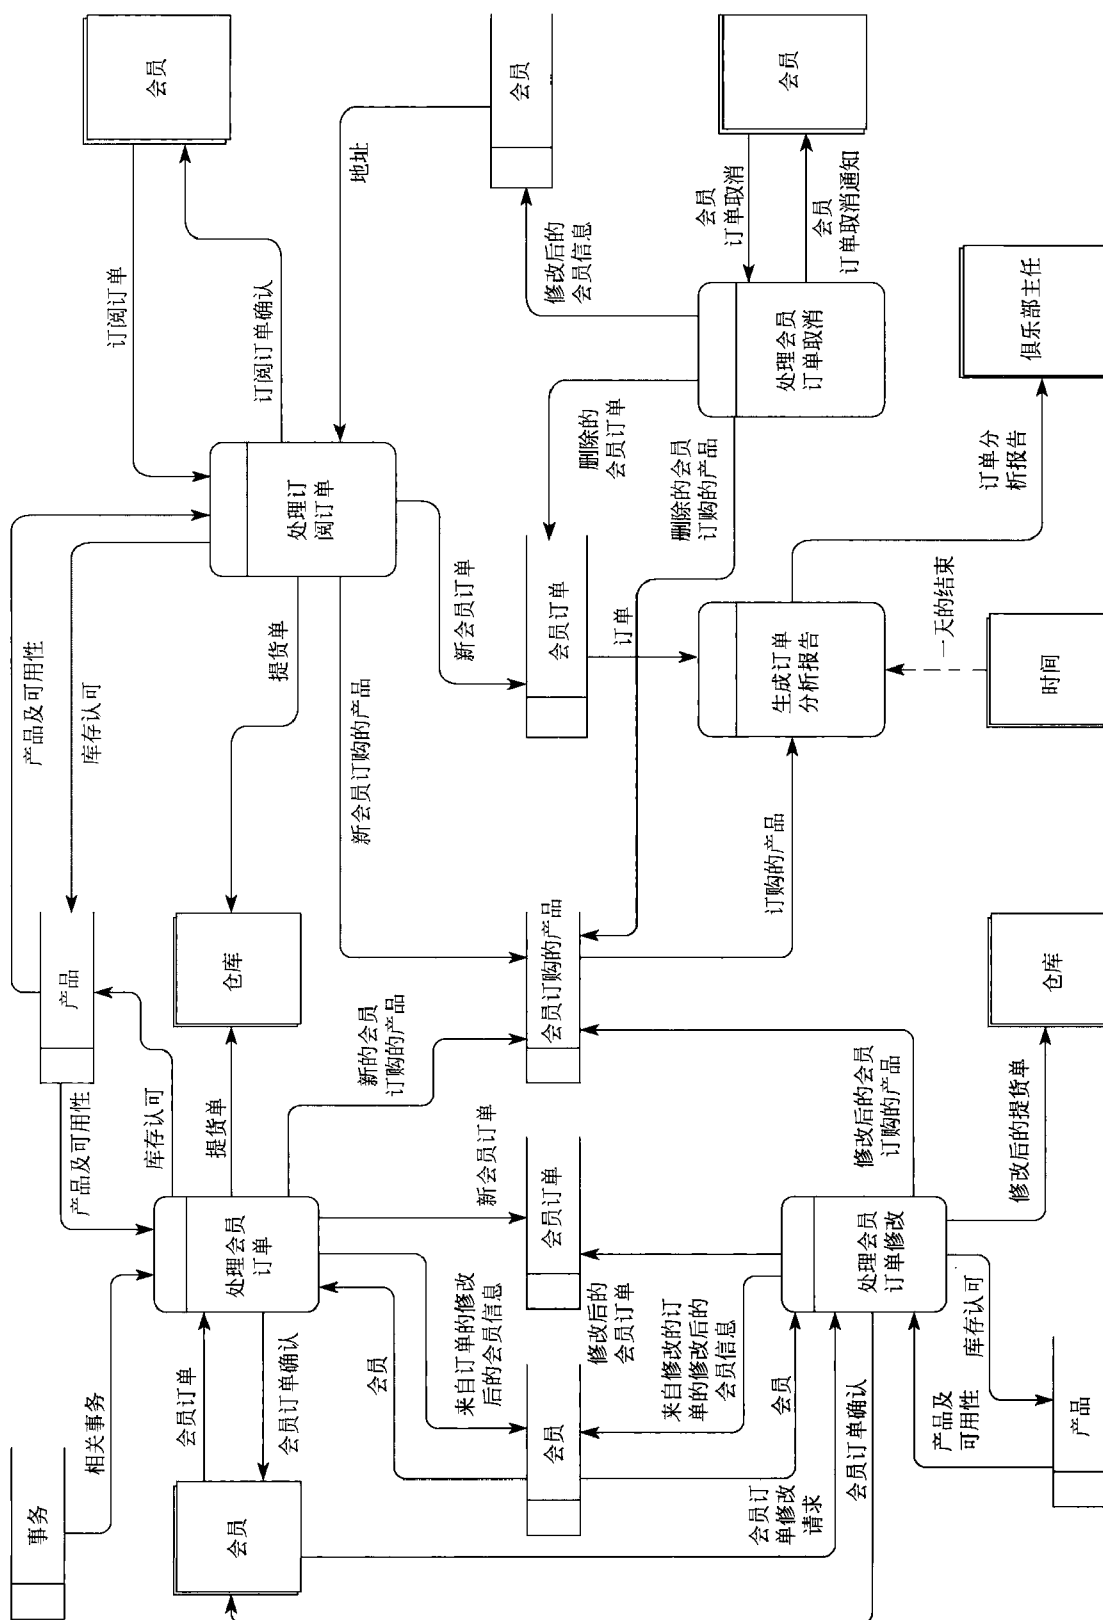 产品及可用性
事务
产品
产品及可用性
库存认可
相关事务
订阅订单
库存认可
会员
会员订单
提货单
会员
处理会员
订单
仓库
提货单
订阅订单确认
会员订单确认
处理订
阅订单
会员
新的会员
订购的产品
新会员订购的产品
地址
来自订单的修改
后的会员信息
新会员订单
新会员订单
会员
会员
会员订单
会员订购的产品
会员订单
修改后的
会员信息
删除的
会员订单
修改后的
会员订单
订单
来自修改的订
单的修改后的
会员信息
删除的会员
订购的产品
会员
订单取消
会员
会员订
单修改
请求
会员
会员
订单取消通知
处理会员
订单修改
生成订单
分析报告
处理会员
订单取消
会员订单确认
修改后的会员
订购的产品
订购的产品
产品及
可用性
库存认可
一天的结束
订单分
析报告
修改后的提货单
产品
仓库
时间
俱乐部主任